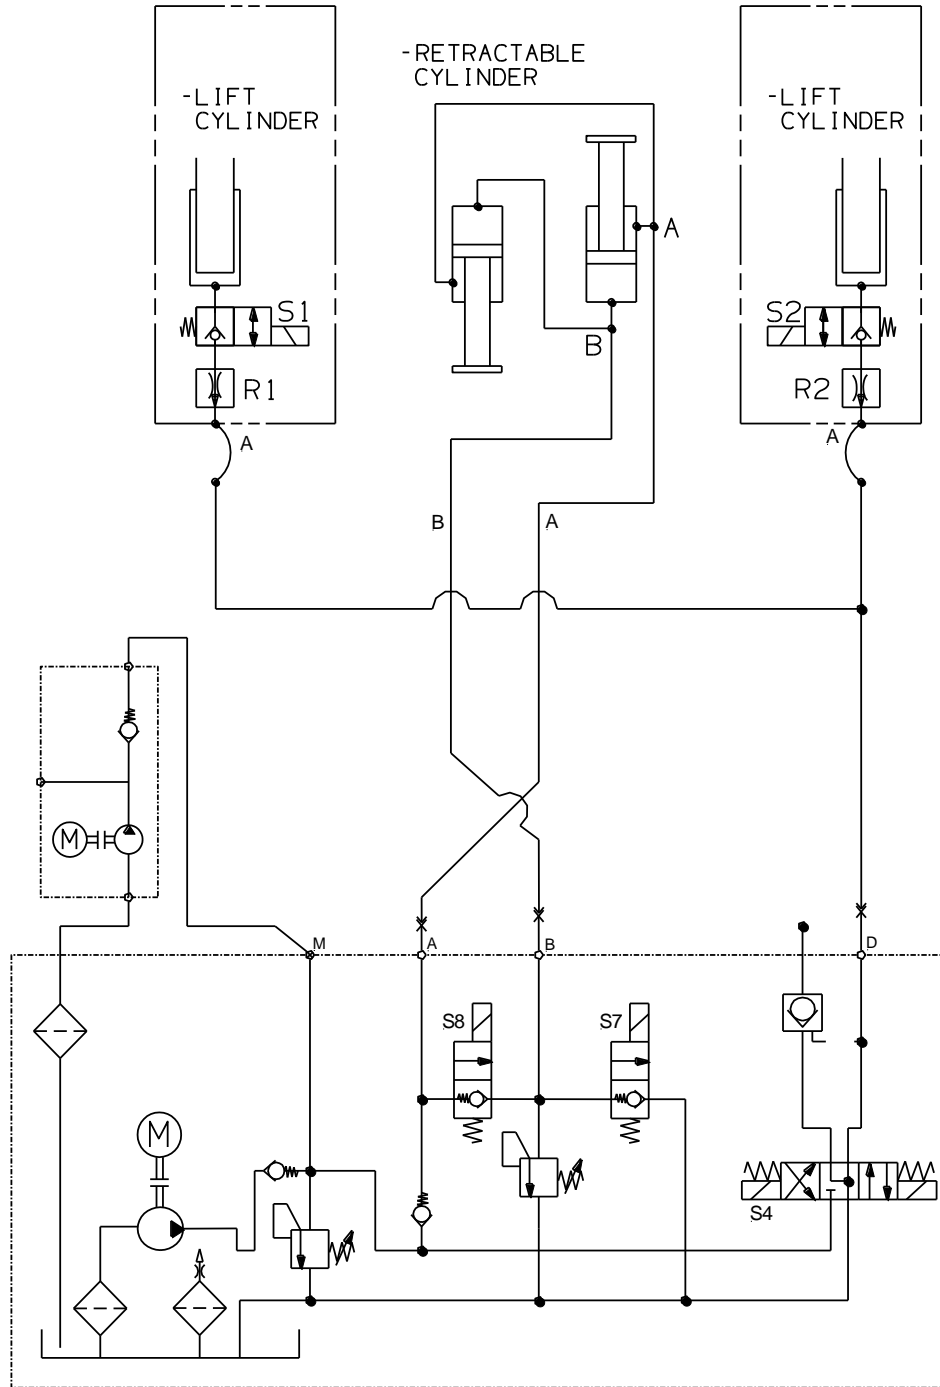 -RETRACTABLE
CYLINDER
-LIFT
CYLINDER
-LIFT
CYLINDER
A
S1
S2
B
R1
R2
A
A
B
A
M
M
A
B
D
S8
S7
M
S4